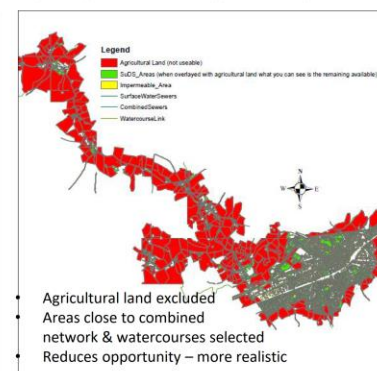 Legend
Agricultural Land (not useable)
SuDS_Areas (when overlayed with agricultural land what you can see is the remaining available)
Impermeable_Area
SurfaceWaterSewers
CombinedSewers
WatercourseLink
N
W E
S
• Agricultural land excluded
• Areas close to combined
network & watercourses selected
• Reduces opportunity – more realistic